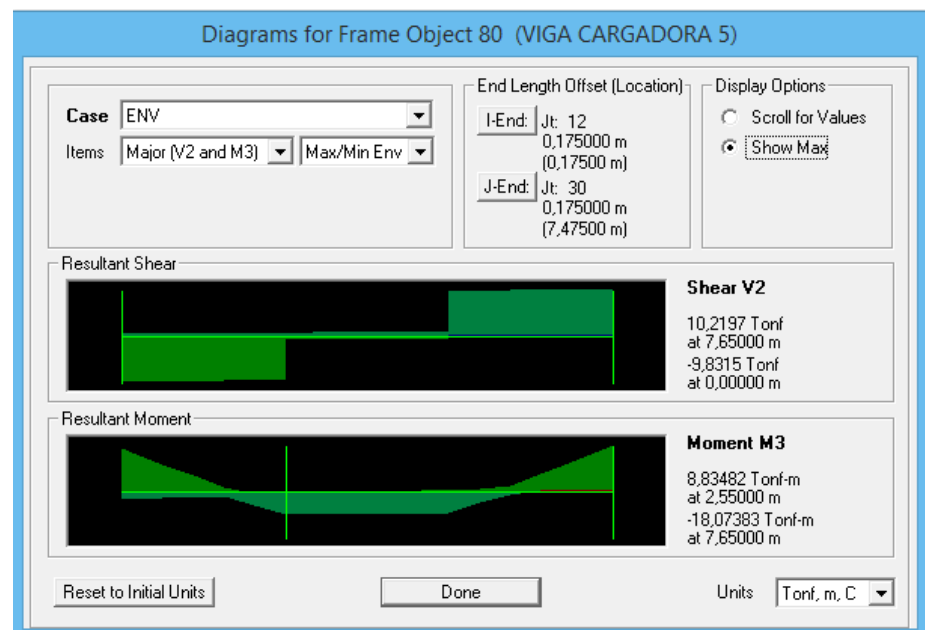 Diagrams for Frame Object 80 (VIGA CARGADORA 5)
Case ENV
Items Major (V2 and M3) Max/Min Env
End Length Offset (Location)
I-End: Jt: 12
0,175000 m
(0,17500 m)
J-End: Jt: 30
0,175000 m
(7,47500 m)
Display Options
Scroll for Values
Show Max
Resultant Shear
Shear V2
10,2197 Tonf
at 7,65000 m
-9,8315 Tonf
at 0,00000 m
Resultant Moment
Moment M3
8,83482 Tonf-m
at 2,55000 m
-18,07383 Tonf-m
at 7,65000 m
Reset to Initial Units Done Units Tonf, m, C